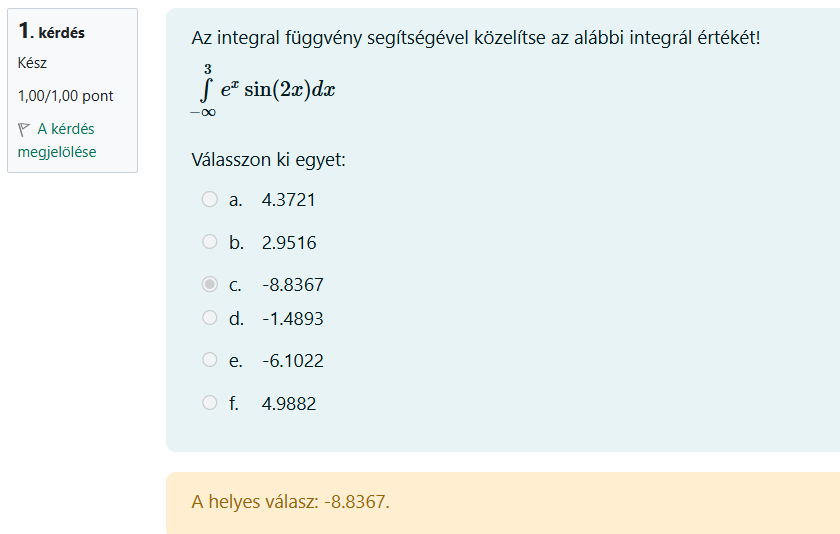 1. kérdés
Kész
1,00/1,00 pont
A kérdés
megjelölése
Az integral függvény segítségével közelítse az alábbi integrál értékét!
3
∫ e^x sin(2x)dx
−∞
Válasszon ki egyet:
a. 4.3721
b. 2.9516
c. -8.8367
d. -1.4893
e. -6.1022
f. 4.9882
A helyes válasz: -8.8367.